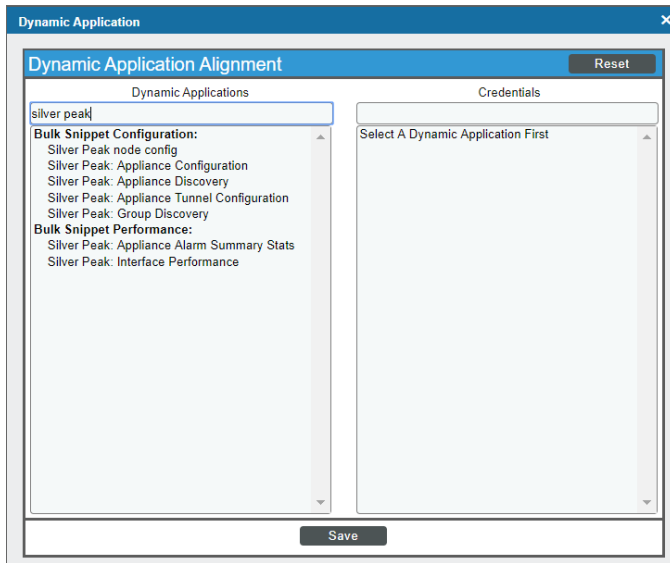 Dynamic Application
Dynamic Application Alignment
Reset
Dynamic Applications
Credentials
silver peak
Bulk Snippet Configuration:
Silver Peak node config
Silver Peak: Appliance Configuration
Silver Peak: Appliance Discovery
Silver Peak: Appliance Tunnel Configuration
Silver Peak: Group Discovery
Bulk Snippet Performance:
Silver Peak: Appliance Alarm Summary Stats
Silver Peak: Interface Performance
Select A Dynamic Application First
Save